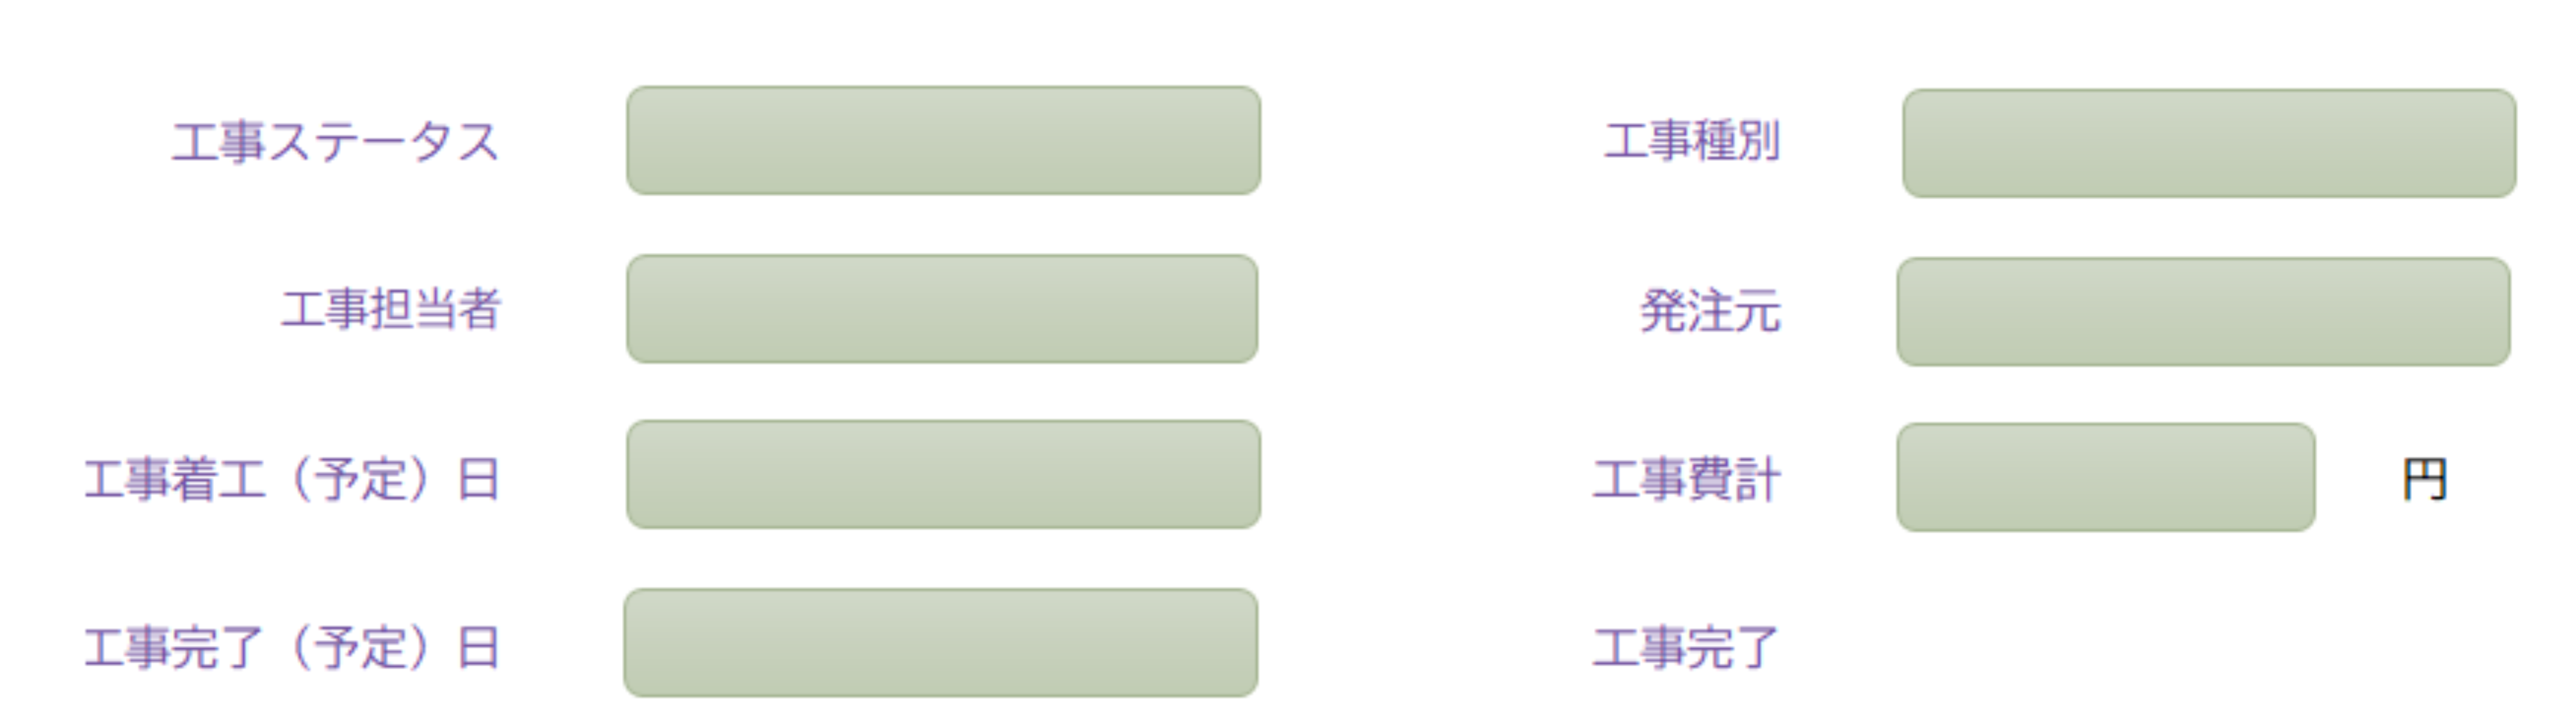 工事ステータス
工事種別
工事担当者
発注元
工事着工（予定）日
工事費計 円
工事完了（予定）日
工事完了